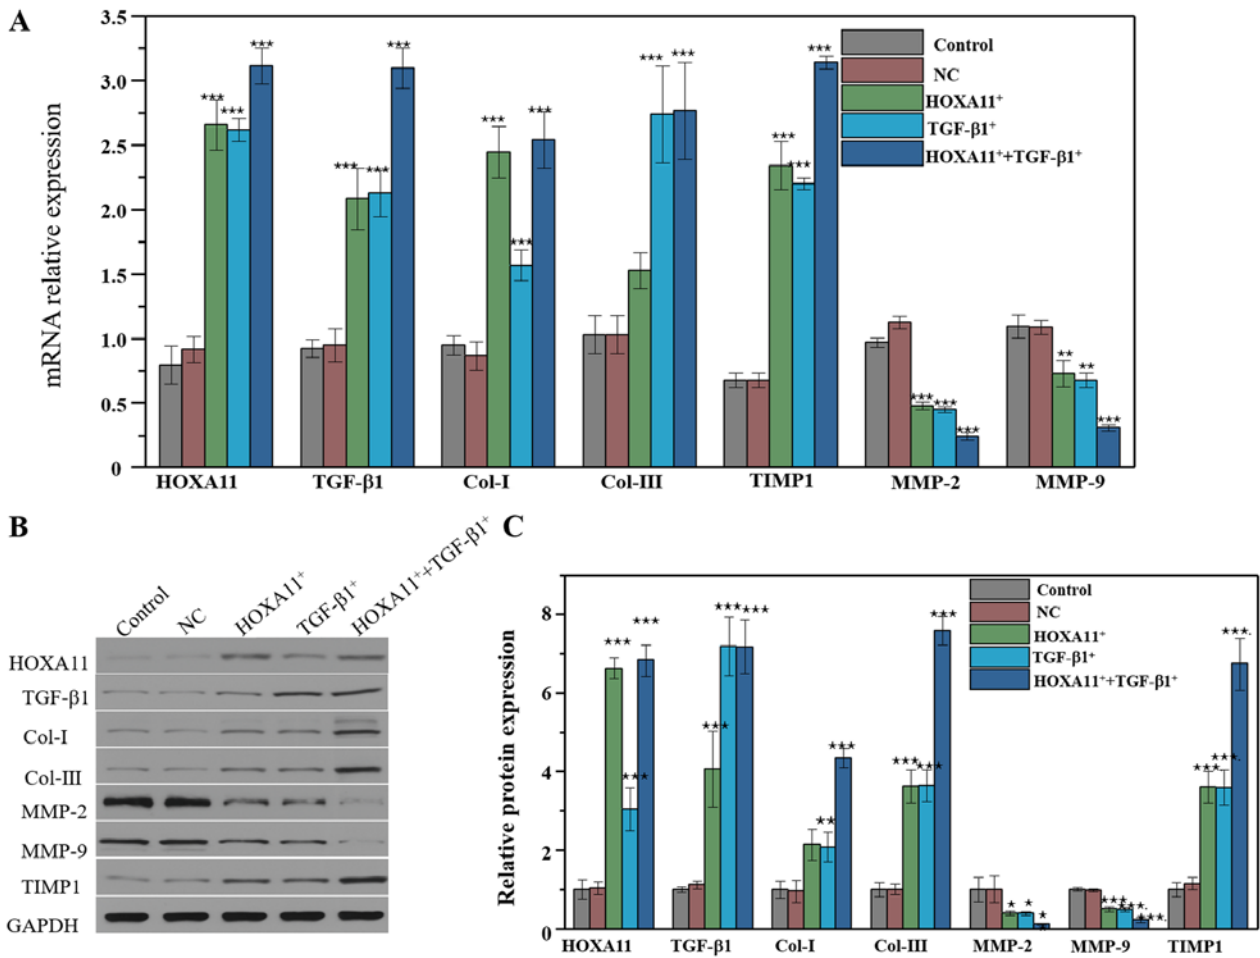 A
3.5
3.0
2.5
2.0
1.5
1.0
0.5
0
mRNA relative expression
Control
NC
HOXA11+
TGF-β1+
HOXA11++TGF-β1+
*** *** *** ***
*** *** ***
*** *** ***
*** ***
*** *** ***
*** *** ***
** ** ***
HOXA11 TGF-β1 Col-I Col-III TIMP1 MMP-2 MMP-9
B
Control NC HOXA11+ TGF-β1+ HOXA11++TGF-β1+
HOXA11
TGF-β1
Col-I
Col-III
MMP-2
MMP-9
TIMP1
GAPDH
C
8
6
4
2
0
Relative protein expression
Control
NC
HOXA11+
TGF-β1+
HOXA11++TGF-β1+
*** *** ***
*** *** ***
** ***
*** *** ***
* * *
*** ***. ***.
*** ***. ***.
HOXA11 TGF-β1 Col-I Col-III MMP-2 MMP-9 TIMP1